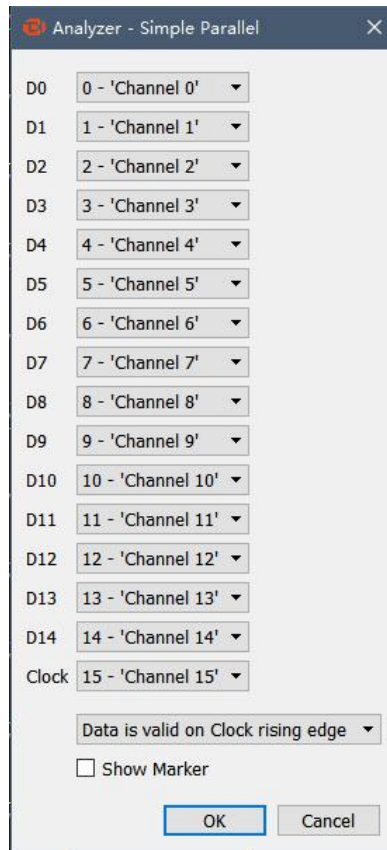 Analyzer - Simple Parallel
D0 0 - 'Channel 0'
D1 1 - 'Channel 1'
D2 2 - 'Channel 2'
D3 3 - 'Channel 3'
D4 4 - 'Channel 4'
D5 5 - 'Channel 5'
D6 6 - 'Channel 6'
D7 7 - 'Channel 7'
D8 8 - 'Channel 8'
D9 9 - 'Channel 9'
D10 10 - 'Channel 10'
D11 11 - 'Channel 11'
D12 12 - 'Channel 12'
D13 13 - 'Channel 13'
D14 14 - 'Channel 14'
Clock 15 - 'Channel 15'
Data is valid on Clock rising edge
Show Marker
OK Cancel